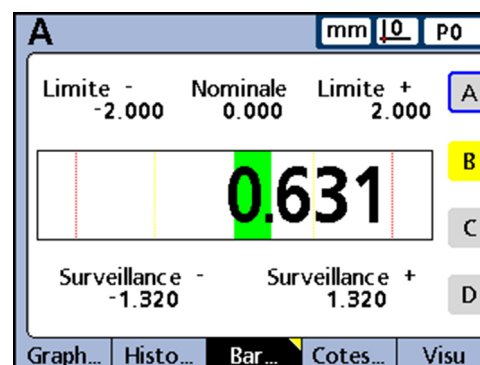 A mm 0 P0
Limite - Nominale Limite +
-2.000 0.000 2.000
A
0.631
B
C
Surveillance - Surveillance +
-1.320 1.320
D
Graph... Histo... Bar... Cotes... Visu